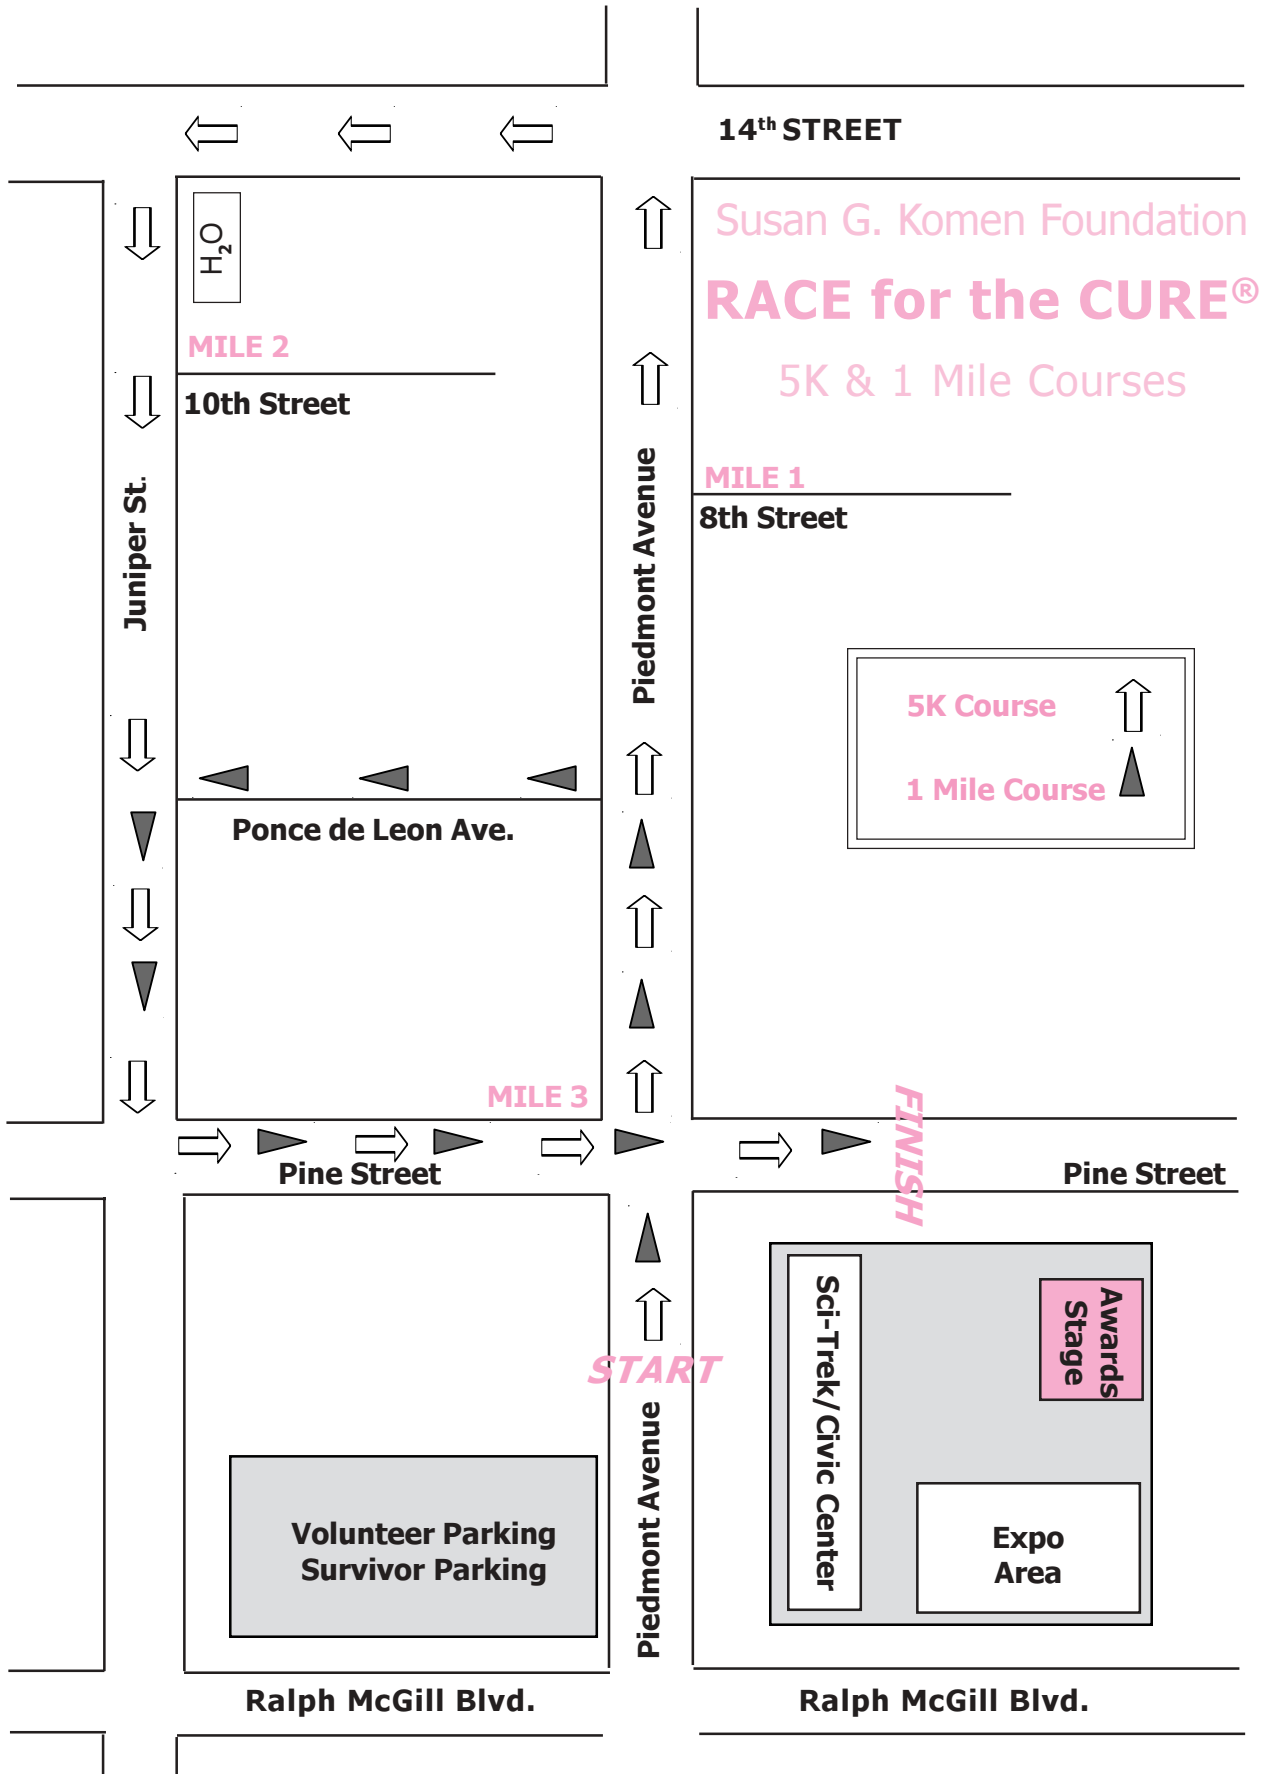 14th STREET
Susan G. Komen Foundation
RACE for the CURE®
5K & 1 Mile Courses
H₂O
MILE 2
10th Street
MILE 1
8th Street
Juniper St.
Piedmont Avenue
5K Course
1 Mile Course
Ponce de Leon Ave.
MILE 3
FINISH
Pine Street
Pine Street
START
Sci-Trek/Civic Center
Awards
Stage
Piedmont Avenue
Volunteer Parking
Survivor Parking
Expo
Area
Ralph McGill Blvd.
Ralph McGill Blvd.